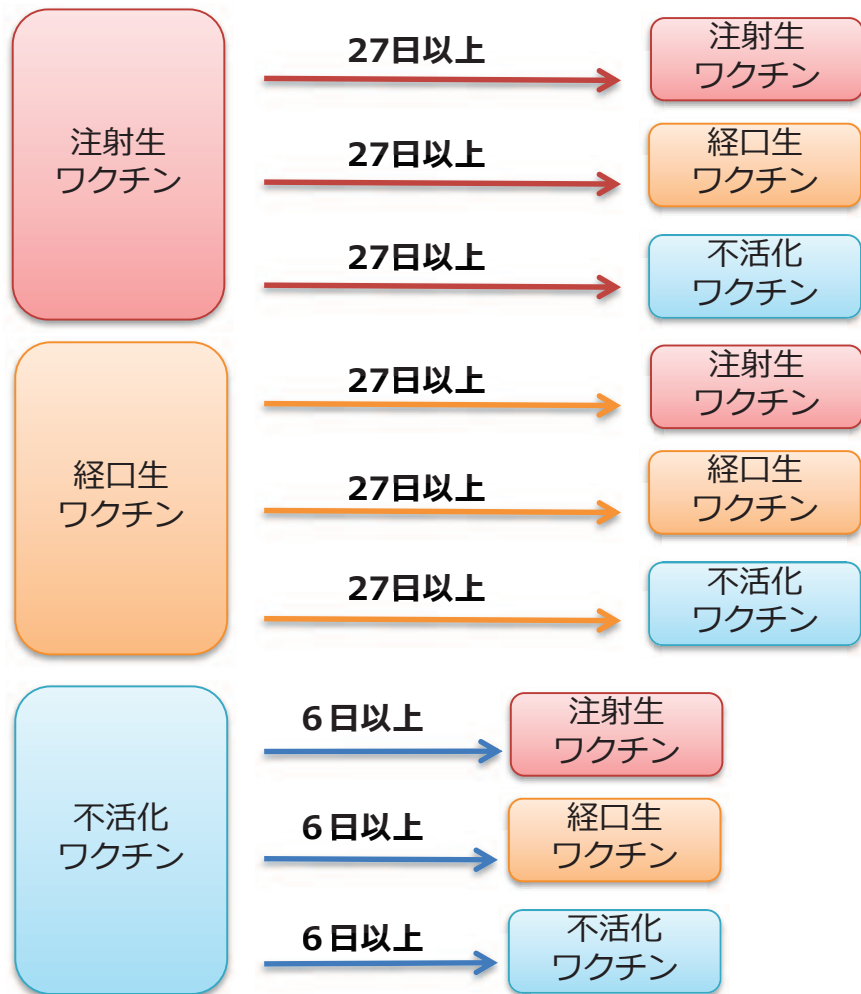 注射生
ワクチン
27日以上
注射生
ワクチン
27日以上
経口生
ワクチン
27日以上
不活化
ワクチン
経口生
ワクチン
27日以上
注射生
ワクチン
27日以上
経口生
ワクチン
27日以上
不活化
ワクチン
不活化
ワクチン
6日以上
注射生
ワクチン
6日以上
経口生
ワクチン
6日以上
不活化
ワクチン